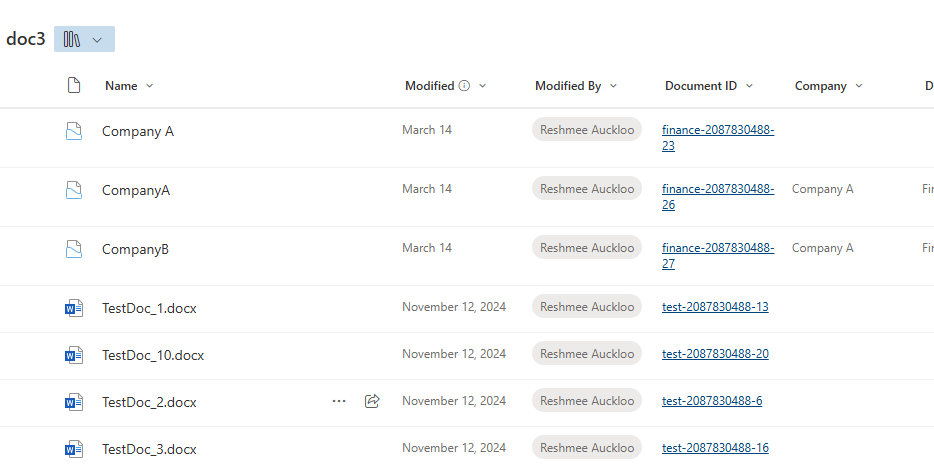 doc3
Name Modified Modified By Document ID Company D
Company A March 14 Reshmee Auckloo finance-2087830488-
23
CompanyA March 14 Reshmee Auckloo finance-2087830488- Company A Fi
26
CompanyB March 14 Reshmee Auckloo finance-2087830488- Company A Fi
27
TestDoc_1.docx November 12, 2024 Reshmee Auckloo test-2087830488-13
TestDoc_10.docx November 12, 2024 Reshmee Auckloo test-2087830488-20
TestDoc_2.docx November 12, 2024 Reshmee Auckloo test-2087830488-6
TestDoc_3.docx November 12, 2024 Reshmee Auckloo test-2087830488-16